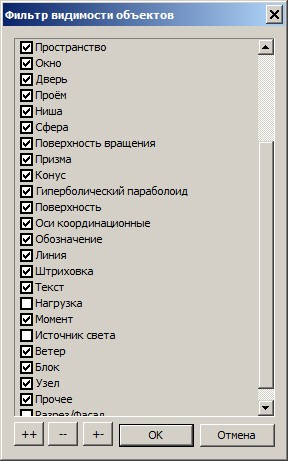 Фильтр видимости объектов
Пространство
Окно
Дверь
Проём
Ниша
Сфера
Поверхность вращения
Призма
Конус
Гиперболический параболоид
Поверхность
Оси координационные
Обозначение
Линия
Штриховка
Текст
Нагрузка
Момент
Источник света
Ветер
Блок
Узел
Прочее
Разрез/Фасад
++ -- +- OK Отмена